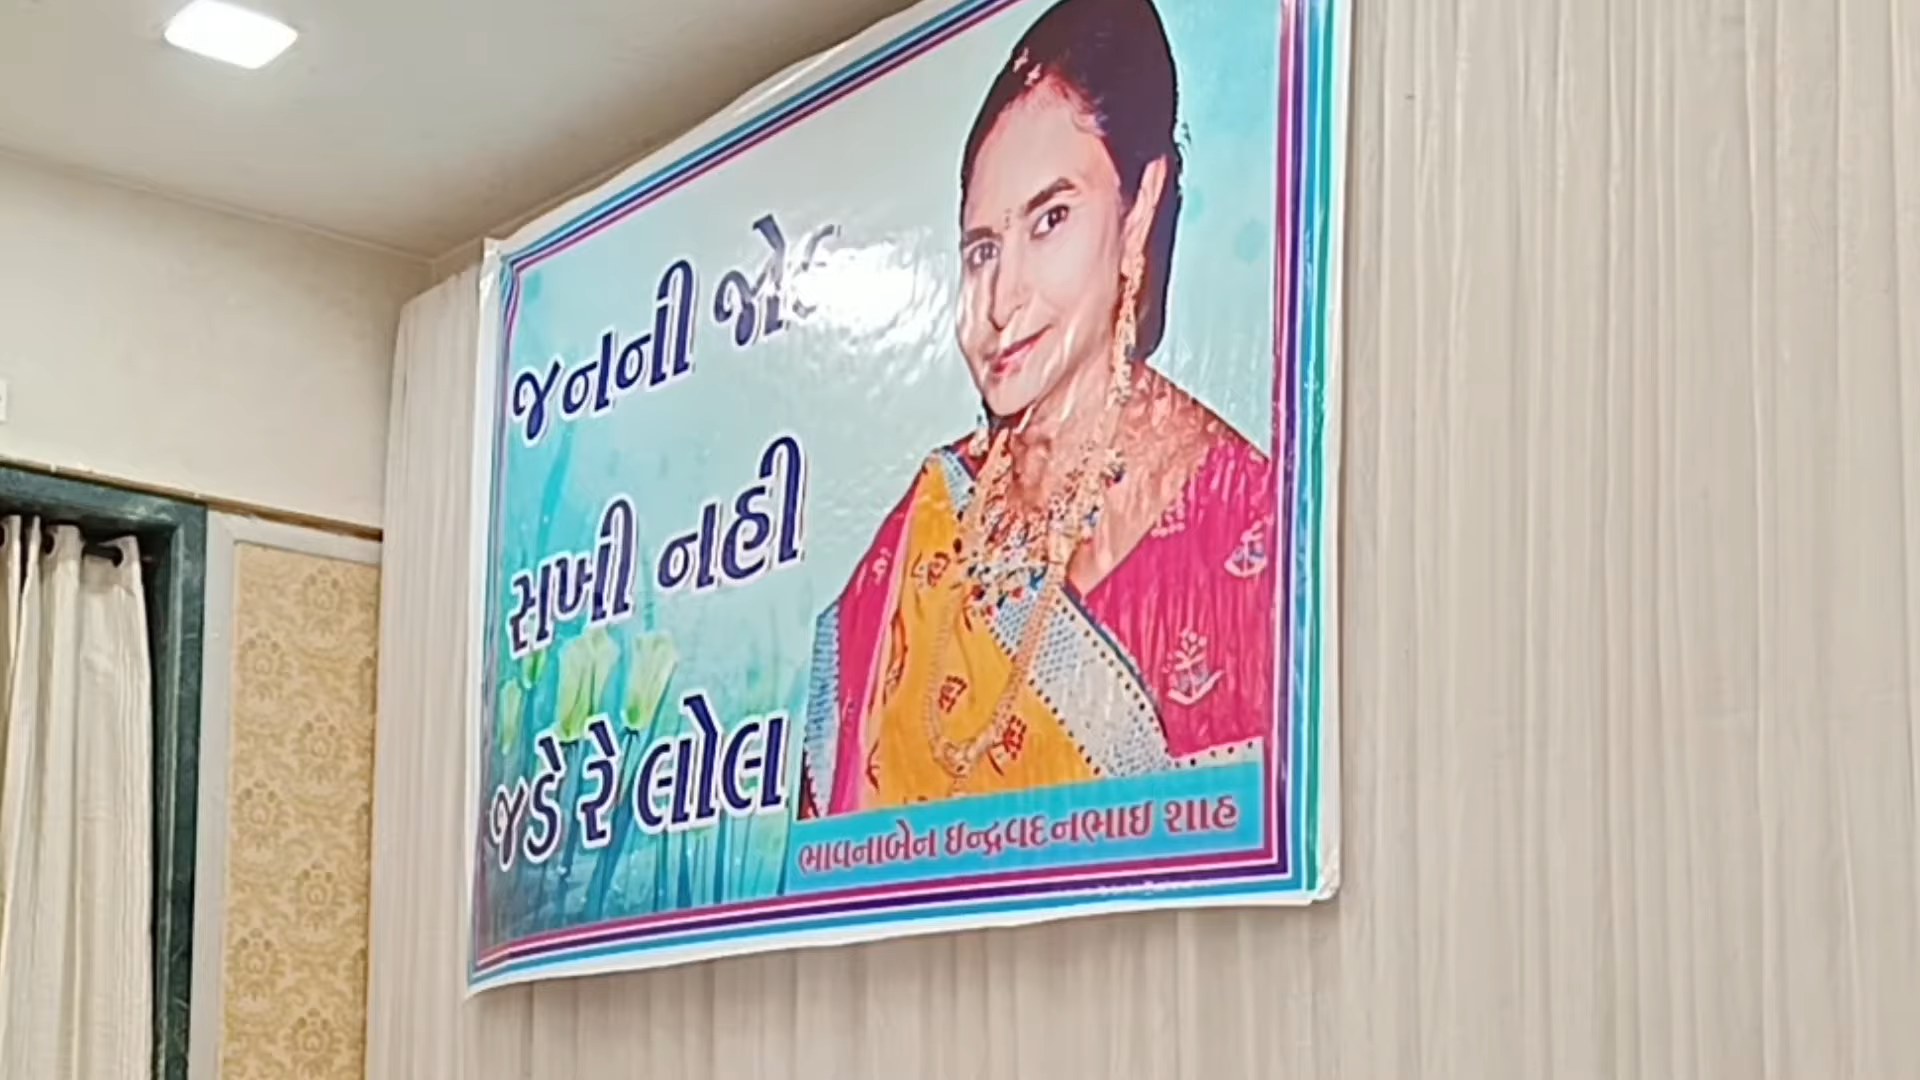 જનની
સખી નહી
જડે રે લોલ
ભાવનાબેન ઇન્દ્રવદનભાઇ શાહ